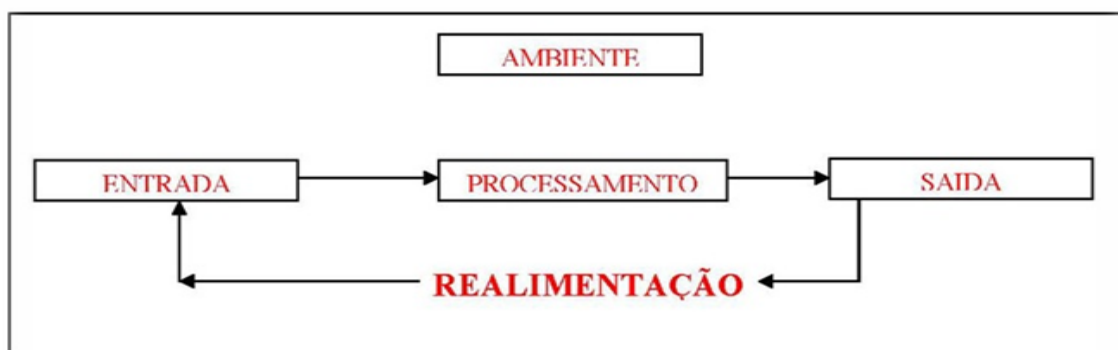 AMBIENTE
ENTRADA PROCESSAMENTO SAIDA
REALIMENTAÇÃO